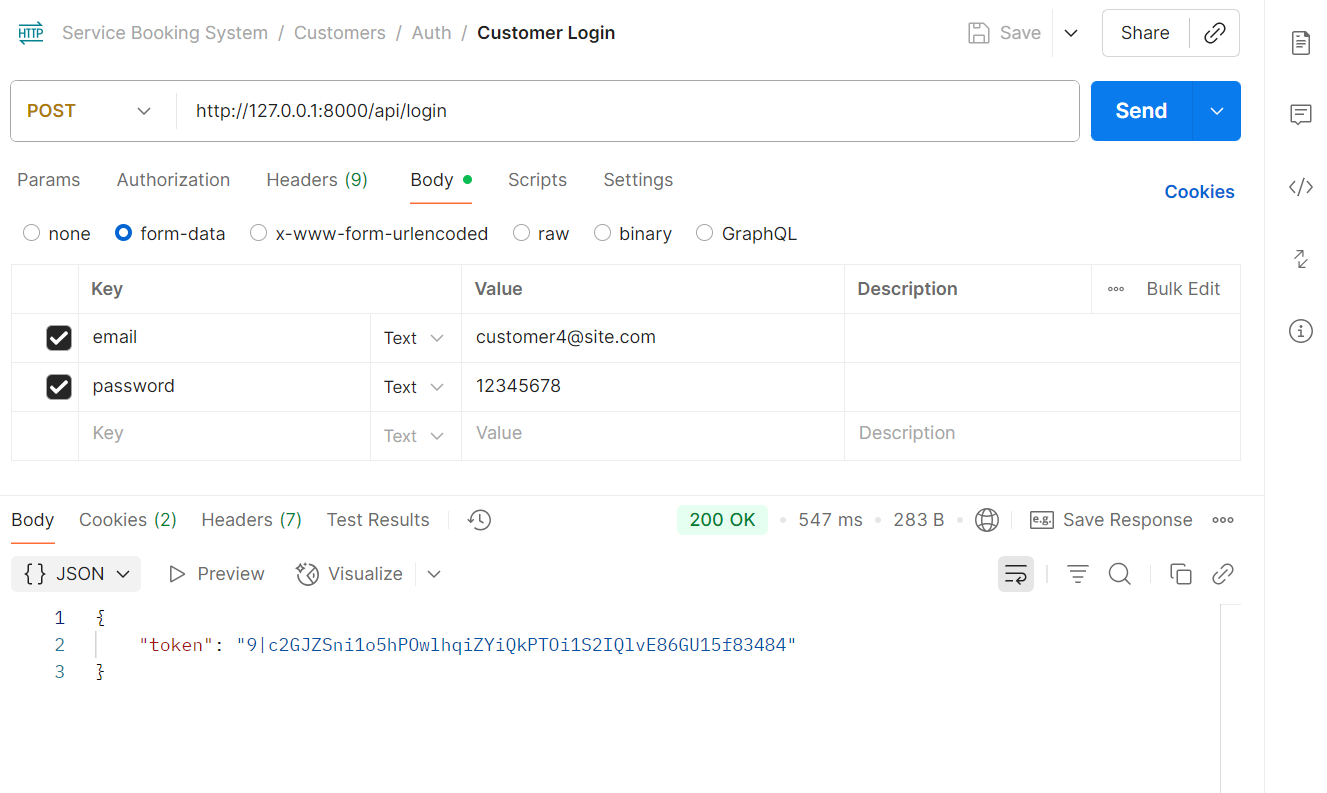 HTTP Service Booking System / Customers / Auth / Customer Login Save Share
POST http://127.0.0.1:8000/api/login Send
Params Authorization Headers (9) Body Scripts Settings Cookies
none form-data x-www-form-urlencoded raw binary GraphQL
Key Value Description Bulk Edit
email Text customer4@site.com
password Text 12345678
Key Text Value Description
Body Cookies (2) Headers (7) Test Results 200 OK 547 ms 283 B e.g. Save Response
{} JSON Preview Visualize
1 {
2 "token": "9|c2GJZSni1o5hPOwlhqiZYiQkPTOi1S2IQlvE86GU15f83484"
3 }